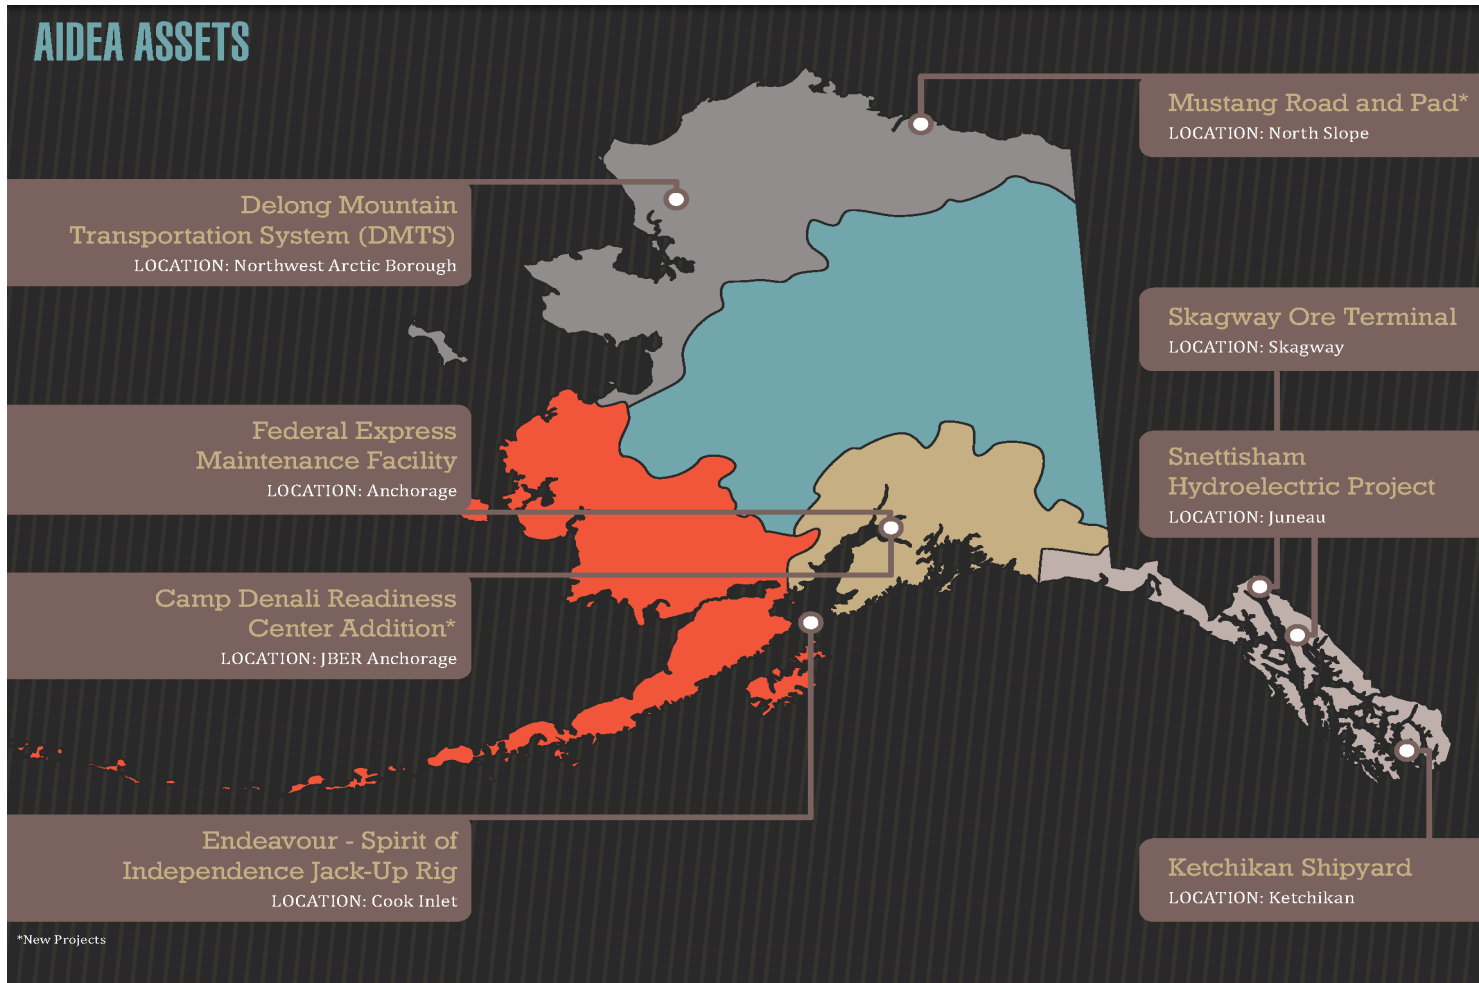 AIDEA ASSETS
Mustang Road and Pad*
LOCATION: North Slope
Delong Mountain
Transportation System (DMTS)
LOCATION: Northwest Arctic Borough
Skagway Ore Terminal
LOCATION: Skagway
Federal Express
Maintenance Facility
LOCATION: Anchorage
Snettisham
Hydroelectric Project
LOCATION: Juneau
Camp Denali Readiness
Center Addition*
LOCATION: JBER Anchorage
Endeavour - Spirit of
Independence Jack-Up Rig
LOCATION: Cook Inlet
Ketchikan Shipyard
LOCATION: Ketchikan
*New Projects